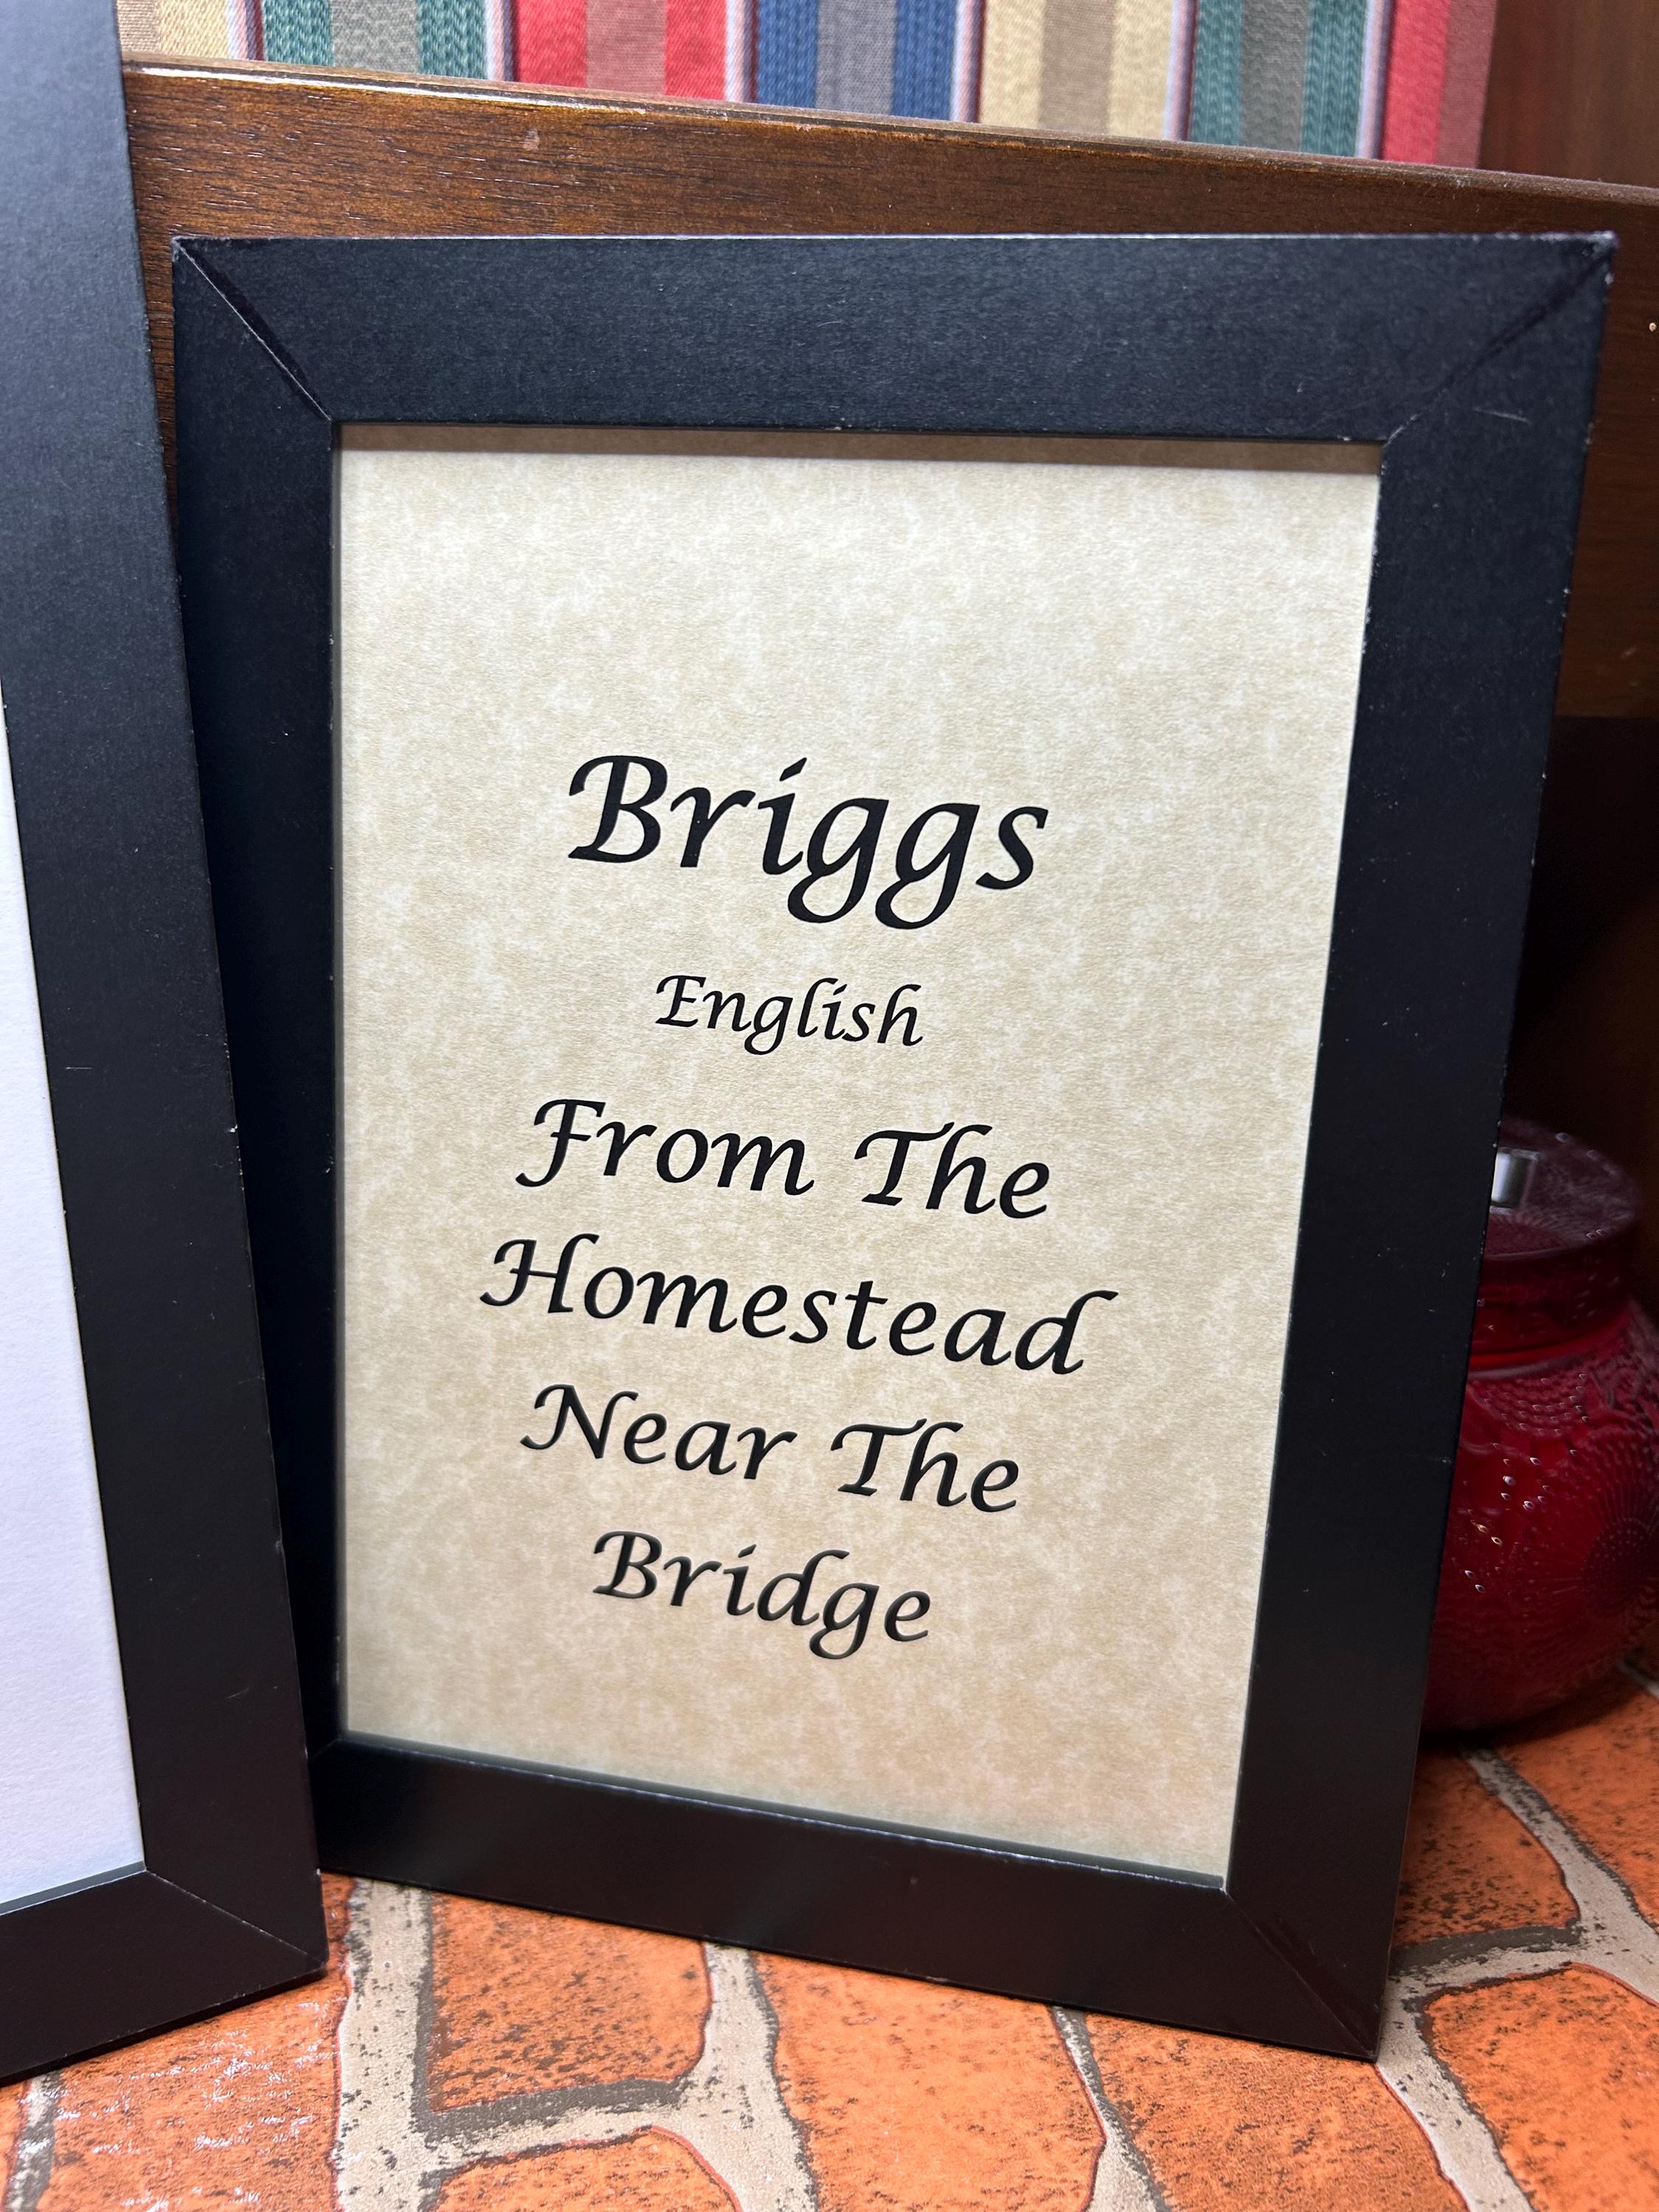 Briggs
English
From The
Homestead
Near The
Bridge